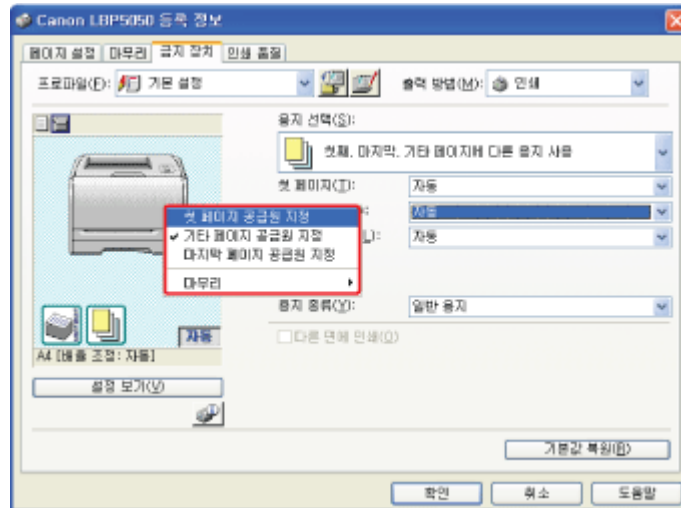 Canon LBP5050 등록 정보
페이지 설정 마무리 급지 장치 인쇄 품질
프로파일(E): 기본 설정 출력 방법(M): 인쇄
용지 선택(S):
첫째, 마지막, 기타 페이지에 다른 용지 사용
첫 페이지(T): 자동
첫 페이지 공급원 지정 자동
기타 페이지 공급원 지정 L): 자동
마지막 페이지 공급원 지정
마무리
용지 종류(Y): 일반 용지
자동 다른 면에 인쇄(O)
A4 [배율 조정: 자동]
설정 보기(V)
기본값 복원(R)
확인 취소 도움말